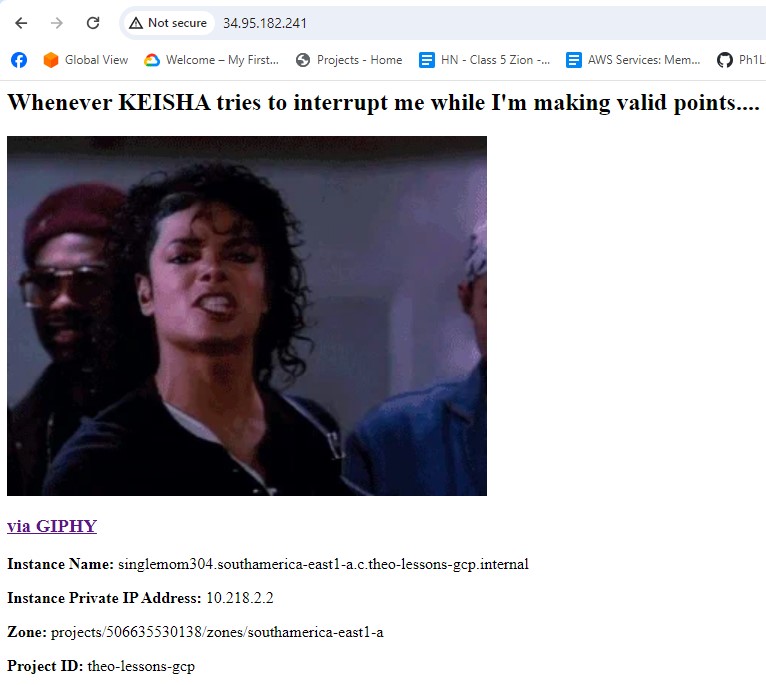 Not secure 34.95.182.241
Global View Welcome – My First... Projects - Home HN - Class 5 Zion -... AWS Services: Mem... Ph1L
Whenever KEISHA tries to interrupt me while I'm making valid points....
via GIPHY
Instance Name: singlemom304.southamerica-east1-a.c.theo-lessons-gcp.internal
Instance Private IP Address: 10.218.2.2
Zone: projects/506635530138/zones/southamerica-east1-a
Project ID: theo-lessons-gcp